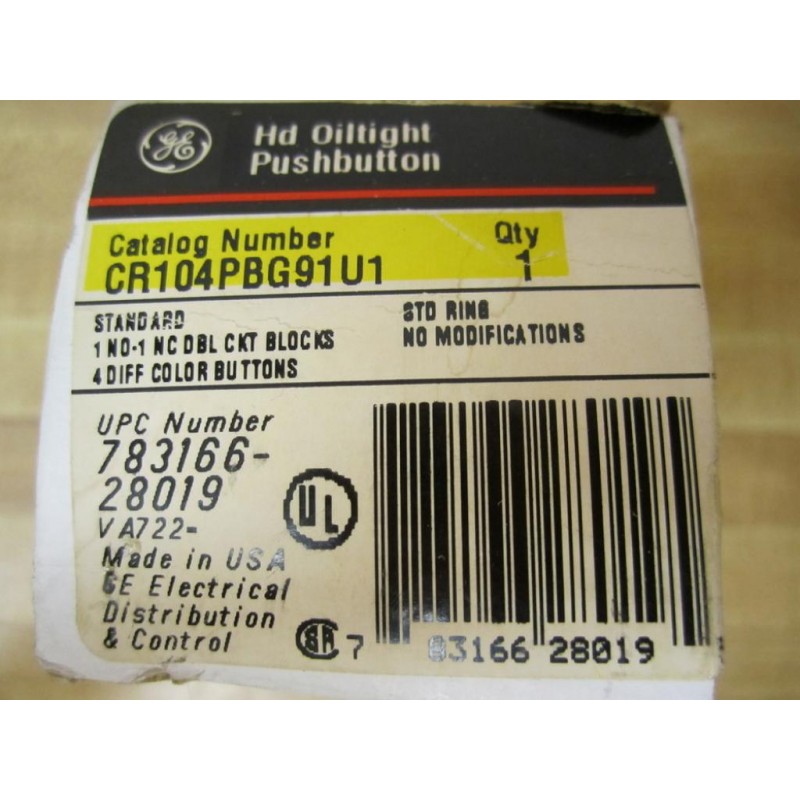 GE
Hd Oiltight
Pushbutton
Catalog Number Qty
CR104PBG91U1 1
STANDARD STD RING
1 NO-1 NC DBL CKT BLOCKS NO MODIFICATIONS
4 DIFF COLOR BUTTONS
UPC Number
783166-
28019
VA722-
Made in USA
GE Electrical
Distribution
& Control
UL
SA
7 83166 28019